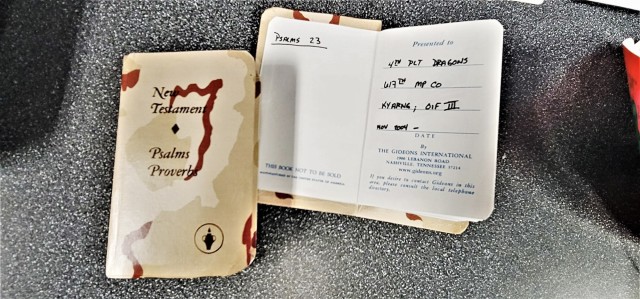 New
Testament
Psalms
Proverbs
PSALMS 23
THIS BOOK NOT TO BE SOLD
Presented to
4TH PLT DRAGONS
617TH MP CO
KYARNG; OIF III
NOV 2004 -
DATE
By
THE GIDEONS INTERNATIONAL
2900 LEBANON ROAD
NASHVILLE, TENNESSEE 37214
www.gideons.org
If you desire to contact Gideons in this
area, please consult the local telephone
directory.